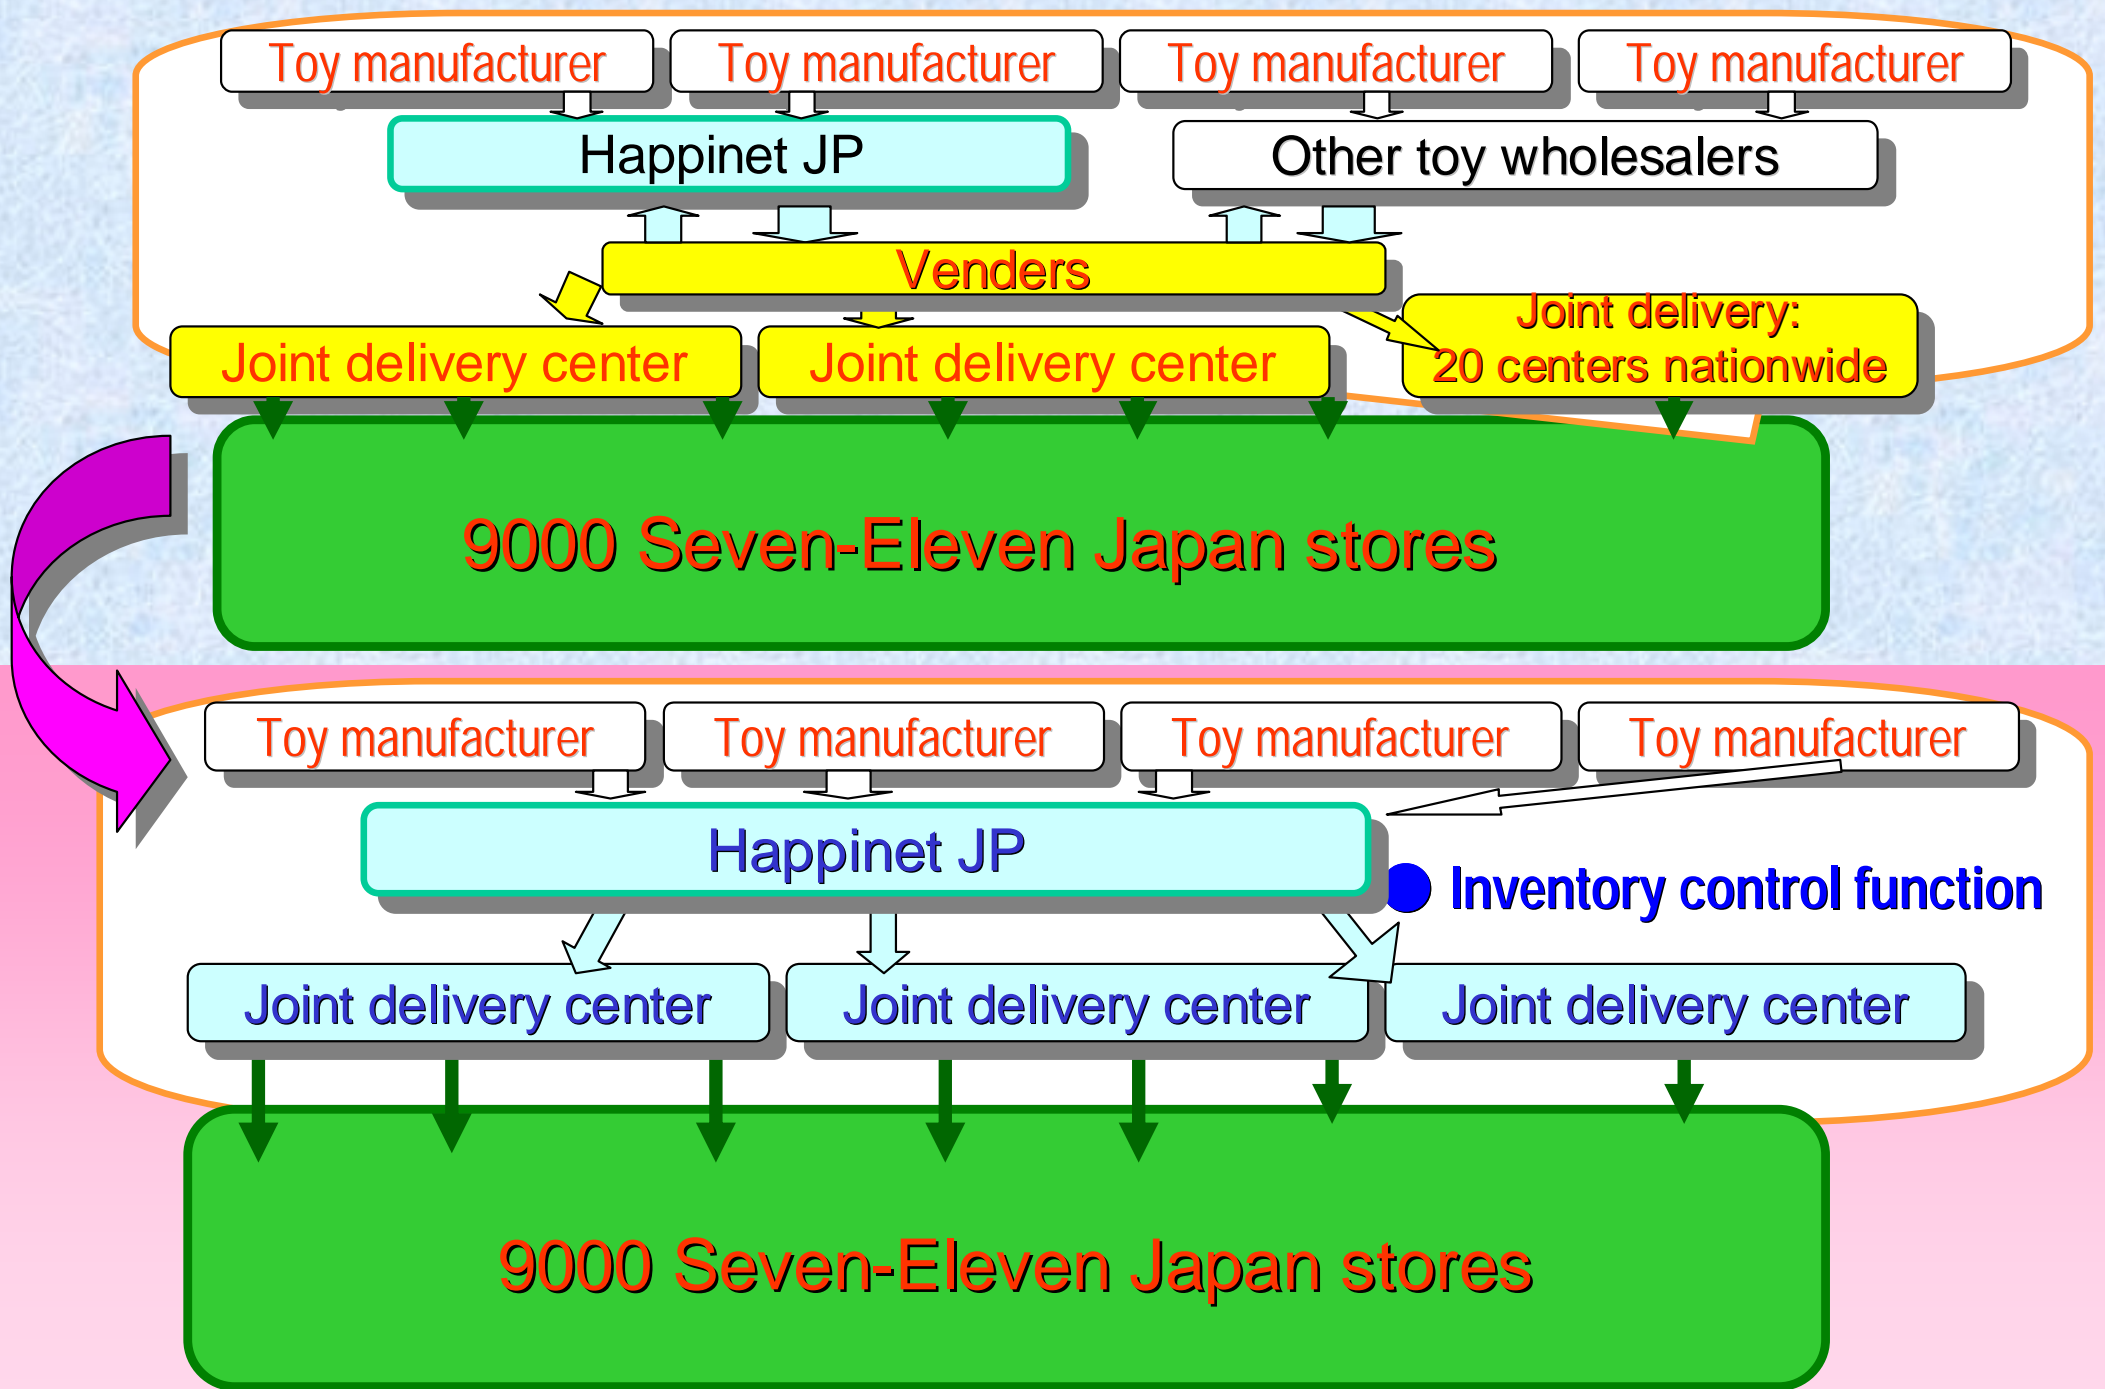 Toy manufacturer
Toy manufacturer
Toy manufacturer
Toy manufacturer
Happinet JP
Other toy wholesalers
Venders
Joint delivery center
Joint delivery center
Joint delivery:
20 centers nationwide
9000 Seven-Eleven Japan stores
Toy manufacturer
Toy manufacturer
Toy manufacturer
Toy manufacturer
Happinet JP
● Inventory control function
Joint delivery center
Joint delivery center
Joint delivery center
9000 Seven-Eleven Japan stores